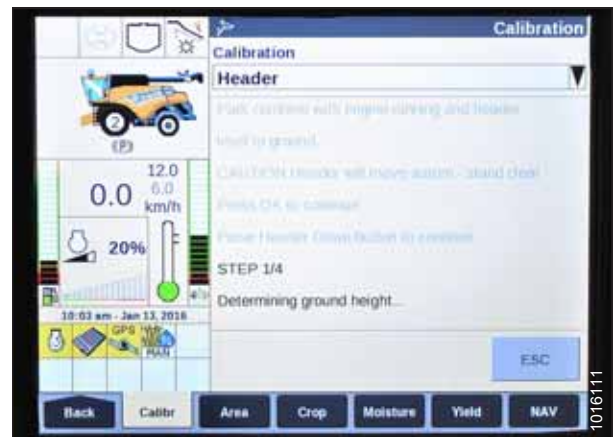 Calibration
Calibration
Header
Park combine with engine running and header
level to ground.
CAUTION Header will move autom - stand clear
Press OK to continue
Press Header Down Button to continue
STEP 1/4
Determining ground height...
ESC
2
(P)
12.0
0.0
6.0
km/h
20%
10:03 am - Jan 13, 2016
GPS
MAN
Back
Calibr
Area
Crop
Moisture
Yield
NAV
1016111